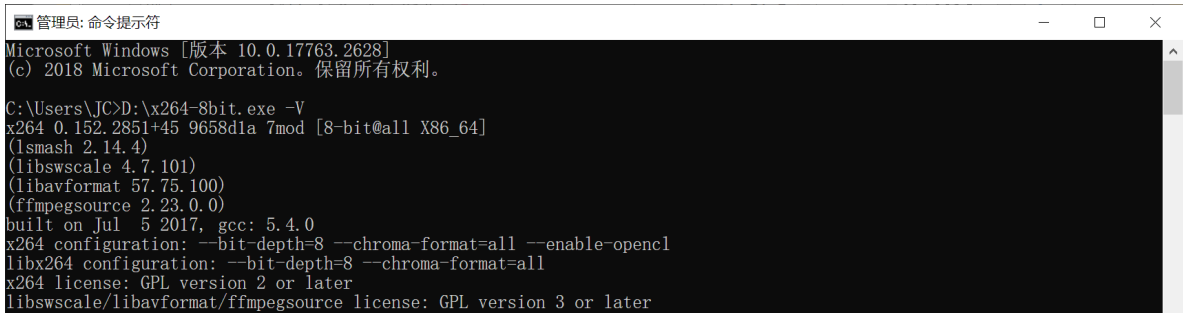 管理员: 命令提示符
Microsoft Windows [版本 10.0.17763.2628]
(c) 2018 Microsoft Corporation。保留所有权利。
C:\Users\JC>D:\x264-8bit.exe -V
x264 0.152.2851+45 9658d1a 7mod [8-bit@all X86_64]
(lsmash 2.14.4)
(libswscale 4.7.101)
(libavformat 57.75.100)
(ffmpegsource 2.23.0.0)
built on Jul  5 2017, gcc: 5.4.0
x264 configuration: --bit-depth=8 --chroma-format=all --enable-opencl
libx264 configuration: --bit-depth=8 --chroma-format=all
x264 license: GPL version 2 or later
libswscale/libavformat/ffmpegsource license: GPL version 3 or later